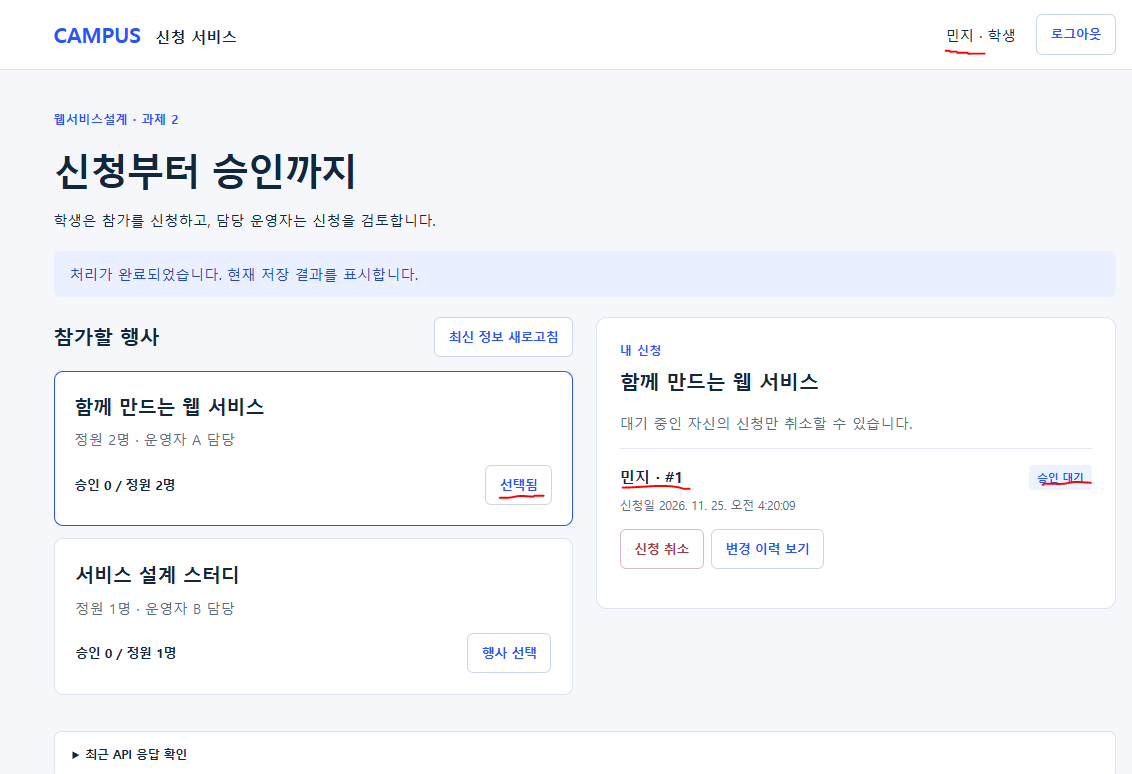 CAMPUS 신청 서비스
민지 · 학생
로그아웃
웹서비스설계 · 과제 2
신청부터 승인까지
학생은 참가를 신청하고, 담당 운영자는 신청을 검토합니다.
처리가 완료되었습니다. 현재 저장 결과를 표시합니다.
참가할 행사
최신 정보 새로고침
함께 만드는 웹 서비스
정원 2명 · 운영자 A 담당
승인 0 / 정원 2명
선택됨
서비스 설계 스터디
정원 1명 · 운영자 B 담당
승인 0 / 정원 1명
행사 선택
내 신청
함께 만드는 웹 서비스
대기 중인 자신의 신청만 취소할 수 있습니다.
민지 · #1
승인 대기
신청일 2026. 11. 25. 오전 4:20:09
신청 취소
변경 이력 보기
▶ 최근 API 응답 확인